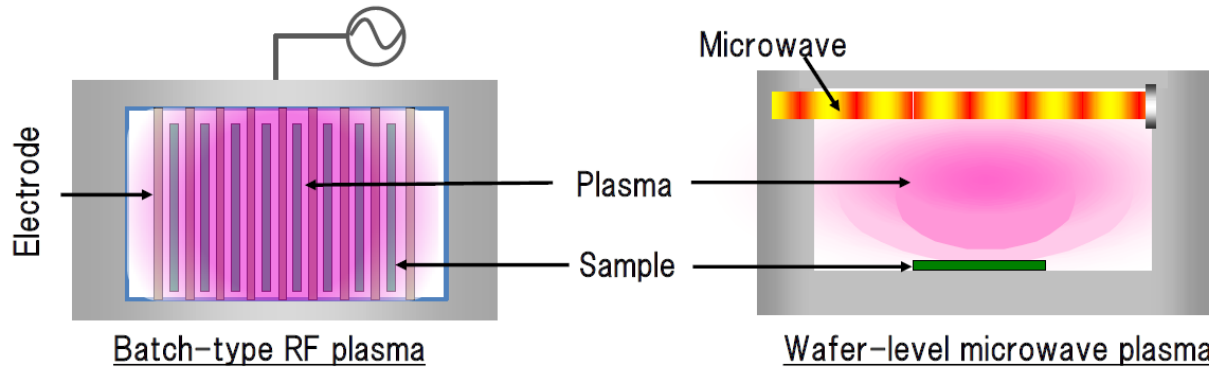 Microwave
Electrode
Plasma
Sample
Batch-type RF plasma
Wafer-level microwave plasma